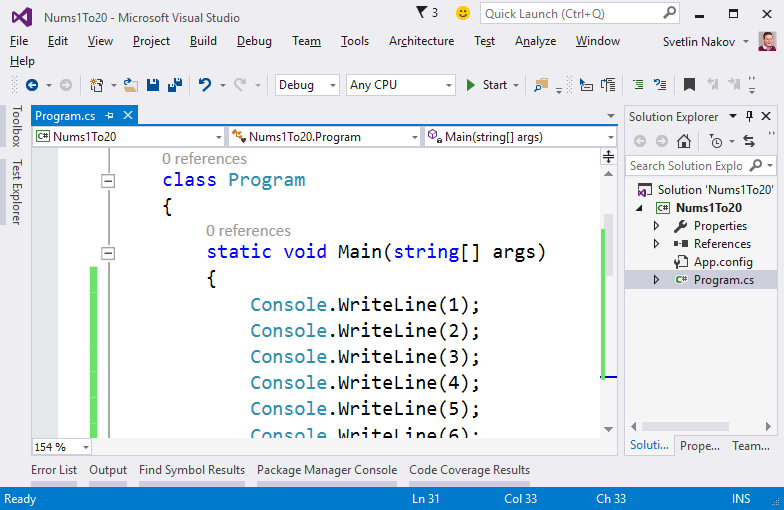 Nums1To20 - Microsoft Visual Studio
3
Quick Launch (Ctrl+Q)
File Edit View Project Build Debug Team Tools Architecture Test Analyze Window Svetlin Nakov
Help
Debug Any CPU Start
Toolbox
Test Explorer
Program.cs
Nums1To20 Nums1To20.Program Main(string[] args)
0 references
class Program
{
0 references
static void Main(string[] args)
{
Console.WriteLine(1);
Console.WriteLine(2);
Console.WriteLine(3);
Console.WriteLine(4);
Console.WriteLine(5);
Console.WriteLine(6);
154 %
Solution Explorer
Search Solution Explo
Solution 'Nums1To20'
C# Nums1To20
Properties
References
App.config
C# Program.cs
Soluti... Prope... Team...
Error List Output Find Symbol Results Package Manager Console Code Coverage Results
Ready Ln 31 Col 33 Ch 33 INS